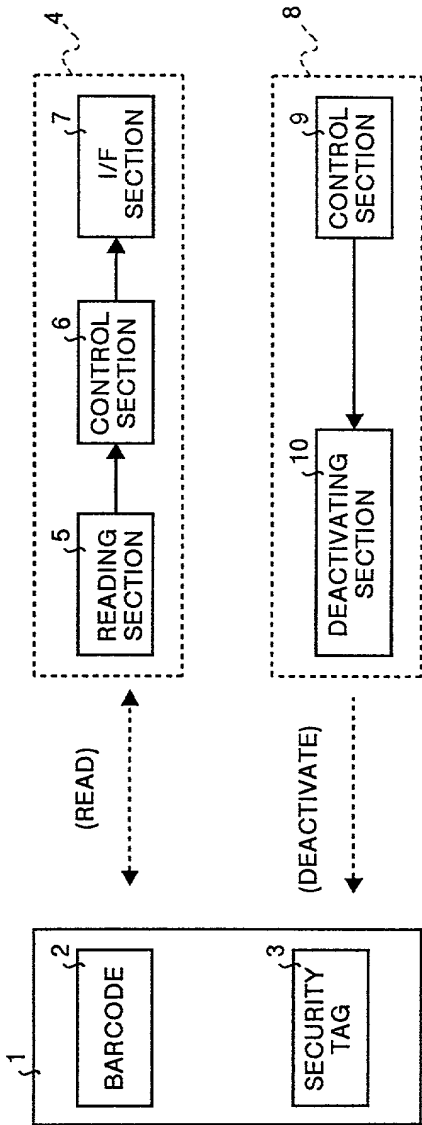 1
2
BARCODE
3
SECURITY
TAG
(READ)
(DEACTIVATE)
4
5
READING
SECTION
6
CONTROL
SECTION
7
I/F
SECTION
8
10
DEACTIVATING
SECTION
9
CONTROL
SECTION